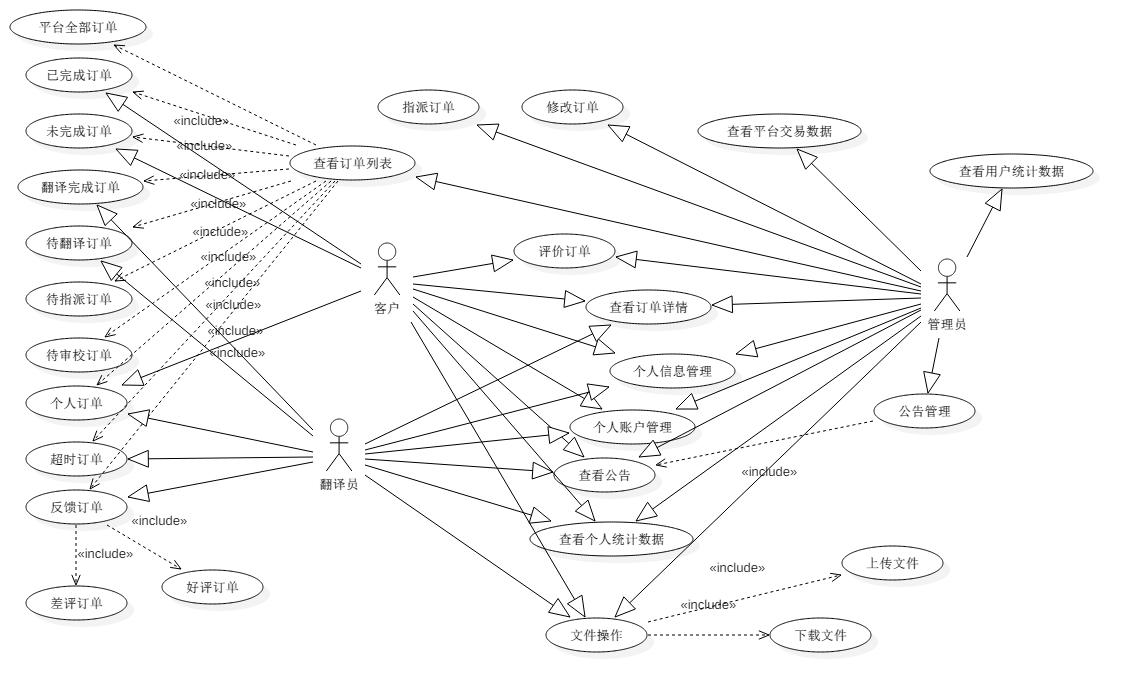 平台全部订单
已完成订单
指派订单
修改订单
«include»
未完成订单
查看平台交易数据
«include»
查看订单列表
查看用户统计数据
«include»
翻译完成订单
«include»
«include»
待翻译订单
评价订单
«include»
«include»
待指派订单
«include»
客户
查看订单详情
管理员
«include»
«include»
待审校订单
个人信息管理
个人订单
公告管理
个人账户管理
超时订单
«include»
查看公告
翻译员
反馈订单
«include»
查看个人统计数据
«include»
上传文件
«include»
好评订单
差评订单
«include»
文件操作
下载文件